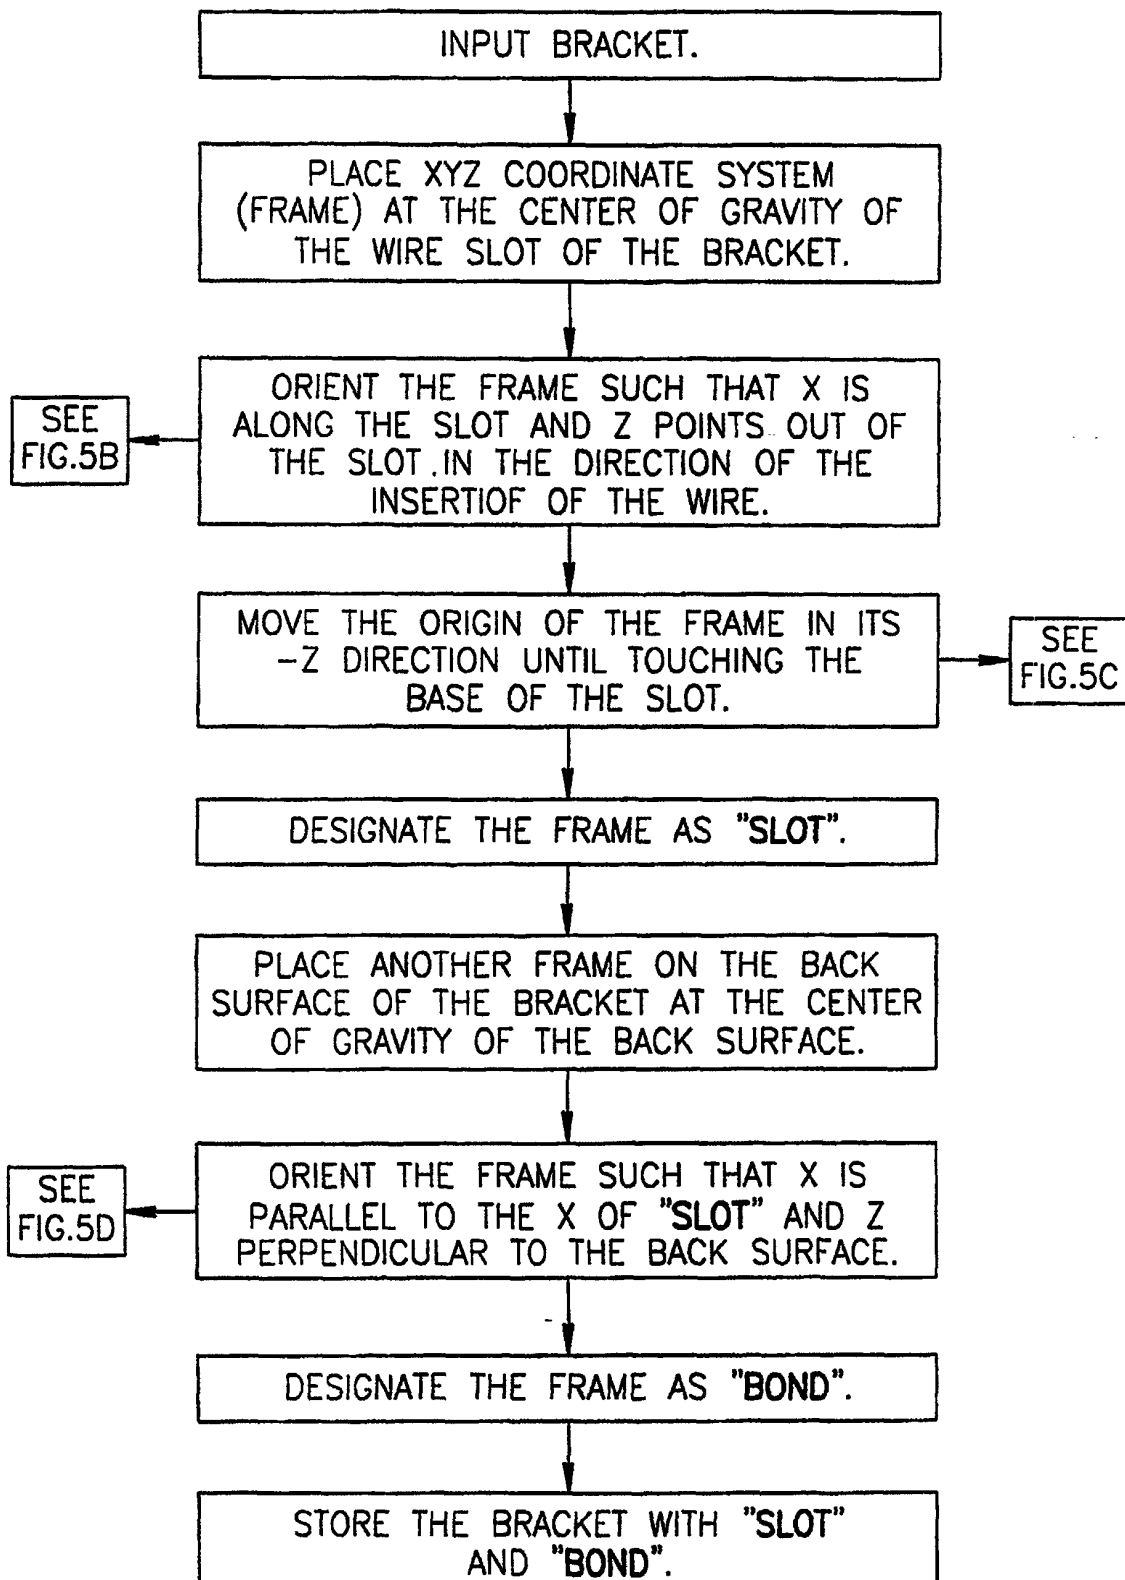 INPUT BRACKET.
PLACE XYZ COORDINATE SYSTEM
(FRAME) AT THE CENTER OF GRAVITY OF
THE WIRE SLOT OF THE BRACKET.
ORIENT THE FRAME SUCH THAT X IS
ALONG THE SLOT AND Z POINTS OUT OF
THE SLOT IN THE DIRECTION OF THE
INSERTIOF OF THE WIRE.
SEE
FIG.5B
MOVE THE ORIGIN OF THE FRAME IN ITS
-Z DIRECTION UNTIL TOUCHING THE
BASE OF THE SLOT.
SEE
FIG.5C
DESIGNATE THE FRAME AS "SLOT".
PLACE ANOTHER FRAME ON THE BACK
SURFACE OF THE BRACKET AT THE CENTER
OF GRAVITY OF THE BACK SURFACE.
ORIENT THE FRAME SUCH THAT X IS
PARALLEL TO THE X OF "SLOT" AND Z
PERPENDICULAR TO THE BACK SURFACE.
SEE
FIG.5D
DESIGNATE THE FRAME AS "BOND".
STORE THE BRACKET WITH "SLOT"
AND "BOND".